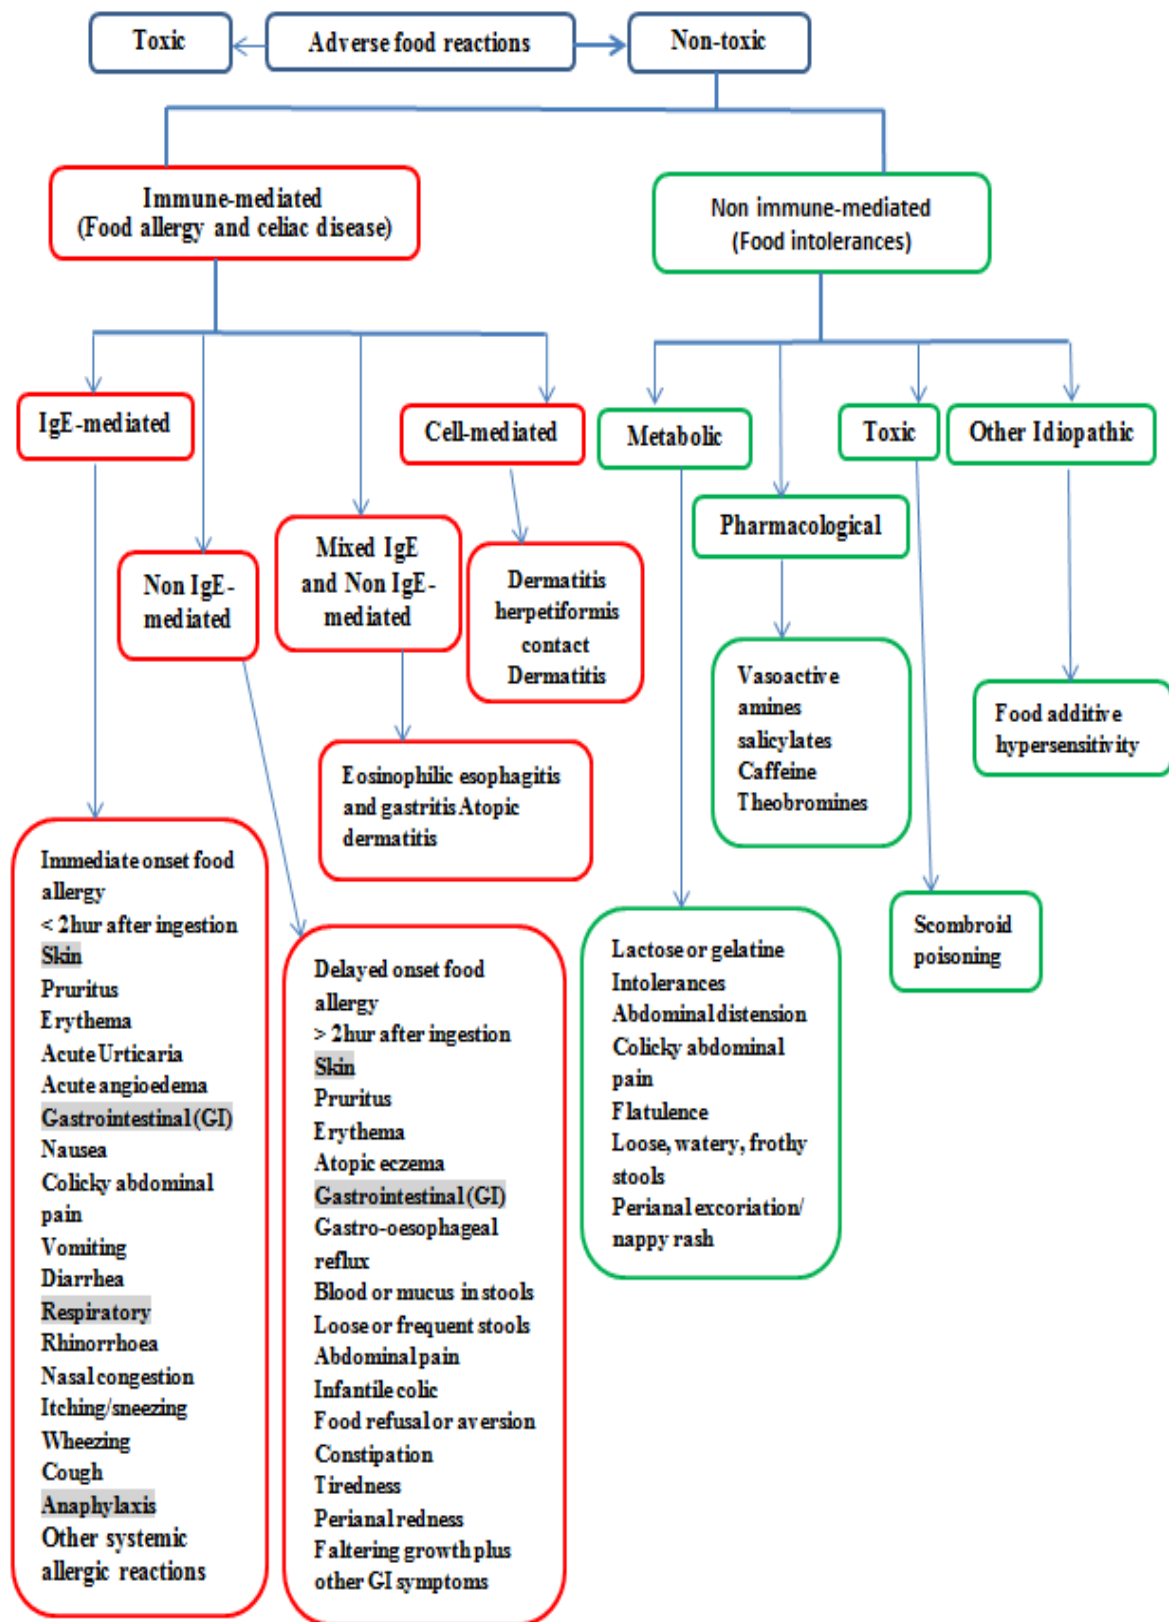 Toxic
Adverse food reactions
Non-toxic
Immune-mediated
(Food allergy and celiac disease)
Non immune-mediated
(Food intolerances)
IgE-mediated
Cell-mediated
Metabolic
Toxic
Other Idiopathic
Non IgE-
mediated
Mixed IgE
and Non IgE-
mediated
Dermatitis
herpetiformis
contact
Dermatitis
Pharmacological
Vasoactive
amines
salicylates
Caffeine
Theobromines
Food additive
hypersensitivity
Eosinophilic esophagitis
and gastritis Atopic
dermatitis
Immediate onset food
allergy
< 2hur after ingestion
Skin
Pruritus
Erythema
Acute Urticaria
Acute angioedema
Gastrointestinal (GI)
Nausea
Colicky abdominal
pain
Vomiting
Diarrhea
Respiratory
Rhinorrhoea
Nasal congestion
Itching/sneezing
Wheezing
Cough
Anaphylaxis
Other systemic
allergic reactions
Delayed onset food
allergy
> 2hur after ingestion
Skin
Pruritus
Erythema
Atopic eczema
Gastrointestinal (GI)
Gastro-oesophageal
reflux
Blood or mucus in stools
Loose or frequent stools
Abdominal pain
Infantile colic
Food refusal or aversion
Constipation
Tiredness
Perianal redness
Faltering growth plus
other GI symptoms
Lactose or gelatine
Intolerances
Abdominal distension
Colicky abdominal
pain
Flatulence
Loose, watery, frothy
stools
Perianal excoriation/
nappy rash
Scombroid
poisoning